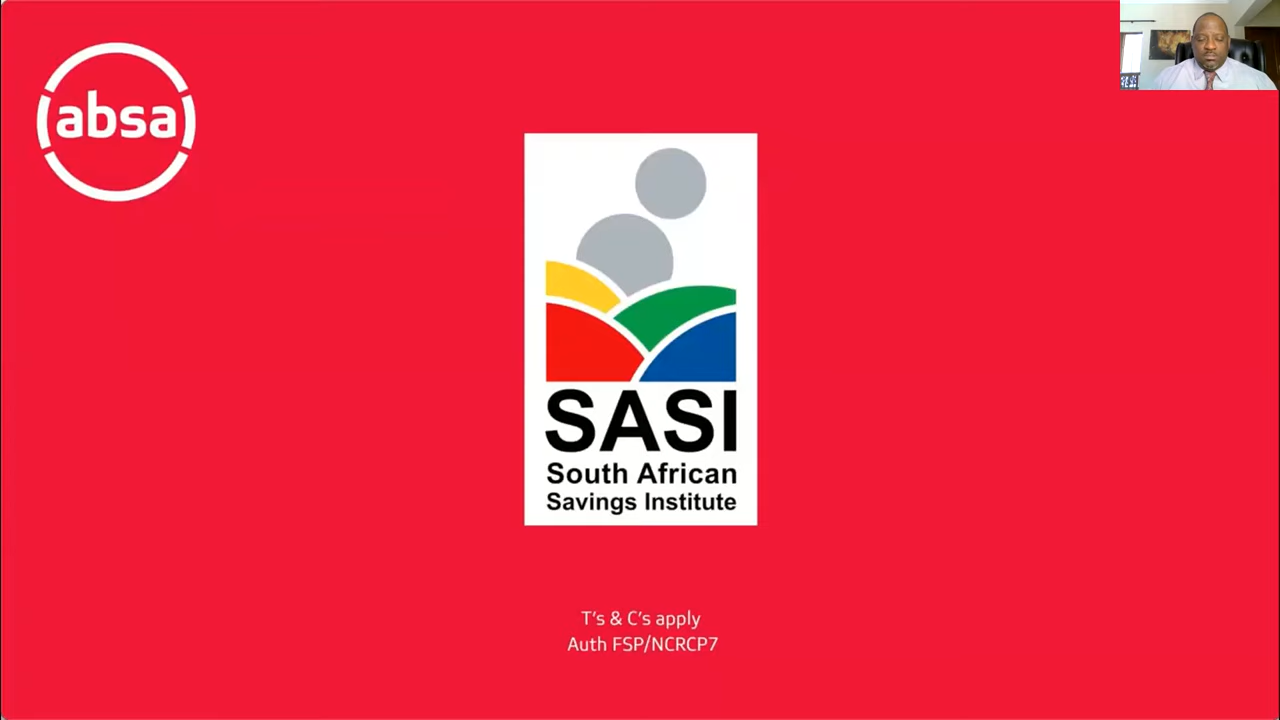 absa
SASI
South African
Savings Institute
T's & C's apply
Auth FSP/NCRCP7